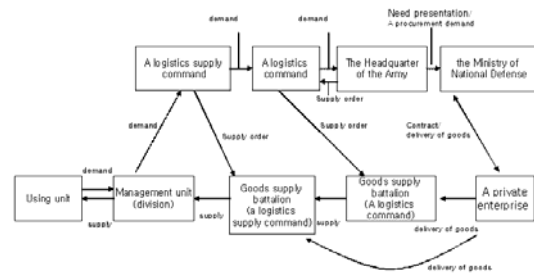 demand
demand
Need presentation/
A procurement demand
A logistics supply
command
A logistics
command
The Headquarter
of the Army
the Ministry of
National Defense
Supply order
demand
Supply order
Supply order
Contract/
delivery of goods
demand
Using unit
Management unit
(division)
Goods supply
battalion
(a logistics
supply command)
Goods supply
battalion
(A logistics
command)
A private
enterprise
supply
supply
supply
delivery of goods
delivery of goods